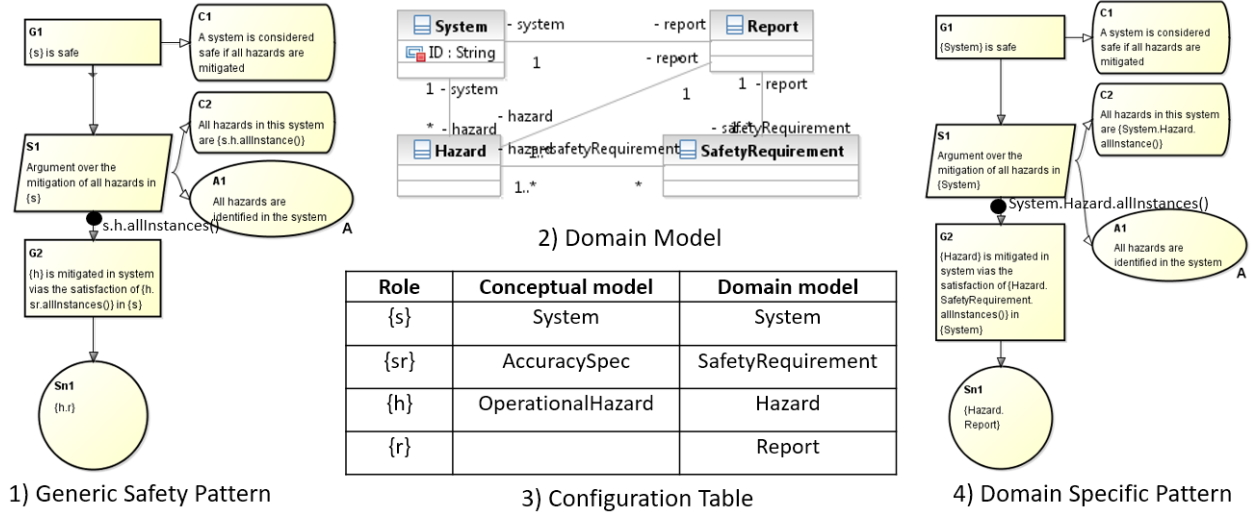 G1
{s} is safe
C1
A system is considered
safe if all hazards are
mitigated
C2
All hazards in this system
are {s.h.allInstance()}
S1
Argument over the
mitigation of all hazards in
{s}
A1
All hazards are
identified in the system
A
s.h.allInstances()
G2
{h} is mitigated in system
vias the satisfaction of {h.
sr.allInstances()} in {s}
Sn1
{h.r}
1) Generic Safety Pattern
System
ID : String
- system
- report
Report
1
- report
1 - system
1
1 - report
* - hazard
- hazard
- safetyRequirement
1..*
Hazard
- hazard
1..*
- safetyRequirement
SafetyRequirement
1..*
*
2) Domain Model
Role
Conceptual model
Domain model
{s}
System
System
{sr}
AccuracySpec
SafetyRequirement
{h}
OperationalHazard
Hazard
{r}
Report
3) Configuration Table
G1
{System} is safe
C1
A system is considered
safe if all hazards are
mitigated
C2
All hazards in this system
are {System.Hazard.
allInstance()}
S1
Argument over the
mitigation of all hazards in
{System}
System.Hazard.allInstances()
A1
All hazards are
identified in the system
A
G2
{Hazard} is mitigated in
system vias the
satisfaction of {Hazard.
SafetyRequirement.
allInstances()} in
{System}
Sn1
{Hazard.
Report}
4) Domain Specific Pattern